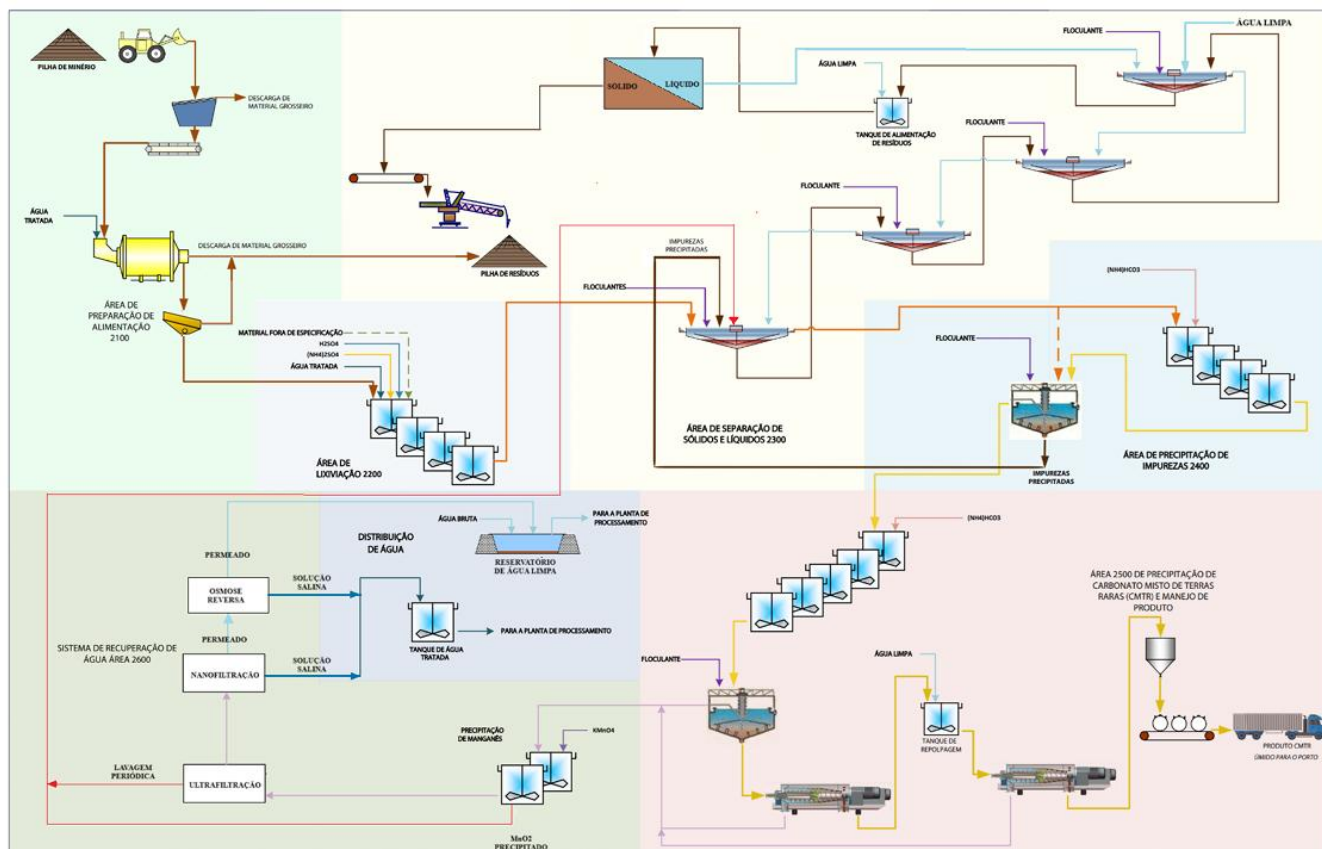 PILHA DE MINÉRIO
DESCARGA DE
MATERIAL GROSSEIRO
ÁGUA
TRATADA
DESCARGA DE MATERIAL GROSSEIRO
ÁREA DE
PREPARAÇÃO DE
ALIMENTAÇÃO
2100
SÓLIDO
LÍQUIDO
ÁGUA LIMPA
TANQUE DE ALIMENTAÇÃO
DE RESÍDUOS
FLOCULANTE
ÁGUA LIMPA
FLOCULANTE
FLOCULANTE
PILHA DE RESÍDUOS
IMPUREZAS
PRECIPITADAS
FLOCULANTES
MATERIAL FORA DE ESPECIFICAÇÃO
H2SO4
(NH4)2SO4
ÁGUA TRATADA
ÁREA DE
LIXIVIAÇÃO 2200
ÁREA DE SEPARAÇÃO DE
SÓLIDOS E LÍQUIDOS 2300
(NH4)HCO3
FLOCULANTE
IMPUREZAS
PRECIPITADAS
ÁREA DE PRECIPITAÇÃO DE
IMPUREZAS 2400
PERMEADO
OSMOSE
REVERSA
SOLUÇÃO
SALINA
PERMEADO
SISTEMA DE RECUPERAÇÃO DE
ÁGUA ÁREA 2600
NANOFILTRAÇÃO
SOLUÇÃO
SALINA
LAVAGEM
PERIÓDICA
ULTRAFILTRAÇÃO
DISTRIBUIÇÃO
DE ÁGUA
ÁGUA BRUTA
PARA A PLANTA DE
PROCESSAMENTO
RESERVATÓRIO
DE ÁGUA LIMPA
PARA A PLANTA DE PROCESSAMENTO
TANQUE DE ÁGUA
TRATADA
PRECIPITAÇÃO
DE MANGANÊS
KMnO4
MnO2
PRECIPITADO
(NH4)HCO3
FLOCULANTE
ÁGUA LIMPA
TANQUE DE
REPOLPAGEM
ÁREA 2500 DE PRECIPITAÇÃO DE
CARBONATO MISTO DE TERRAS
RARAS (CMTR) E MANEJO DE
PRODUTO
PRODUTO CMTR
ÚMIDO PARA O PORTO